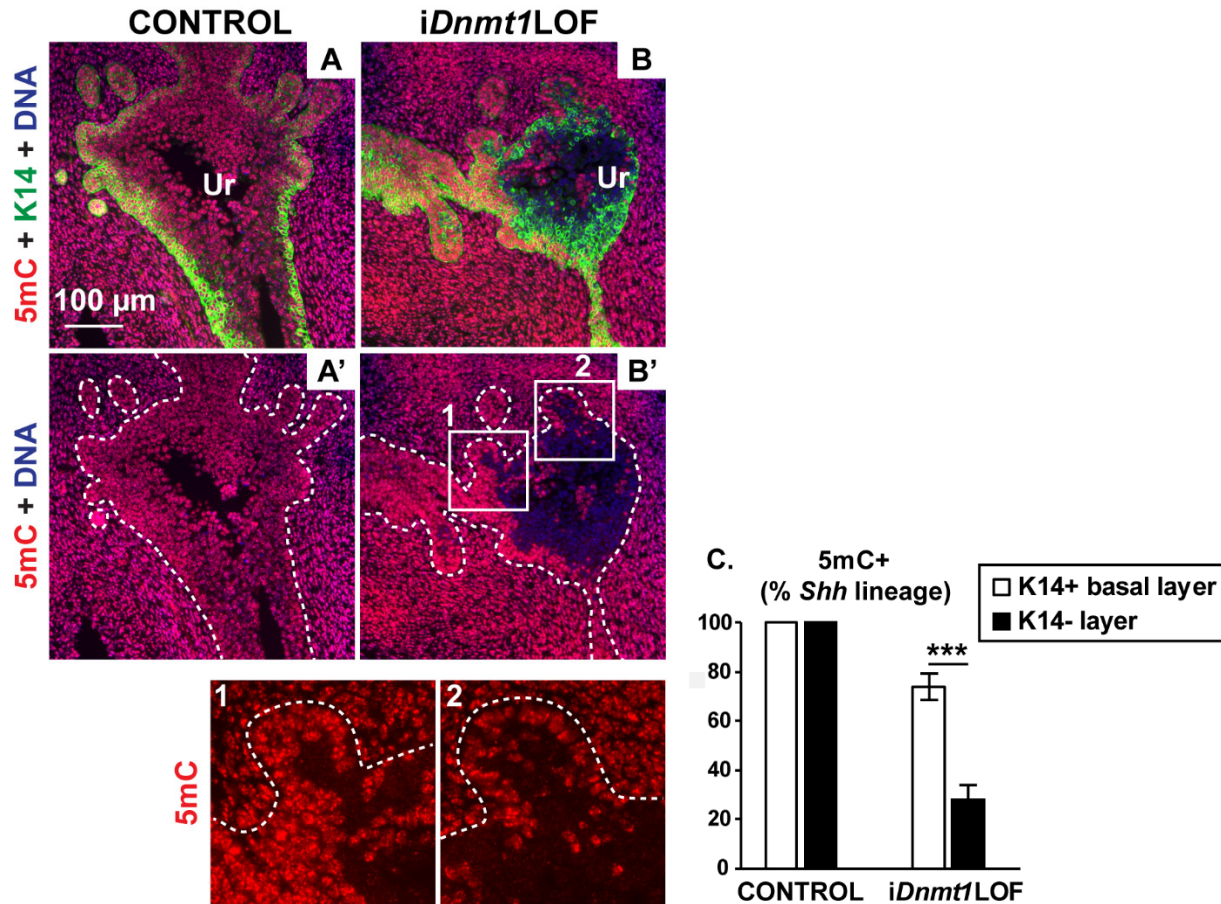 CONTROL
iDnmt1LOF
5mC + K14 + DNA
A
Ur
100 µm
B
Ur
5mC + DNA
A’
B’
1
2
5mC
1
2
C.
5mC+
(% Shh lineage)
K14+ basal layer
K14- layer
100
80
60
40
20
0
***
CONTROL
iDnmt1LOF